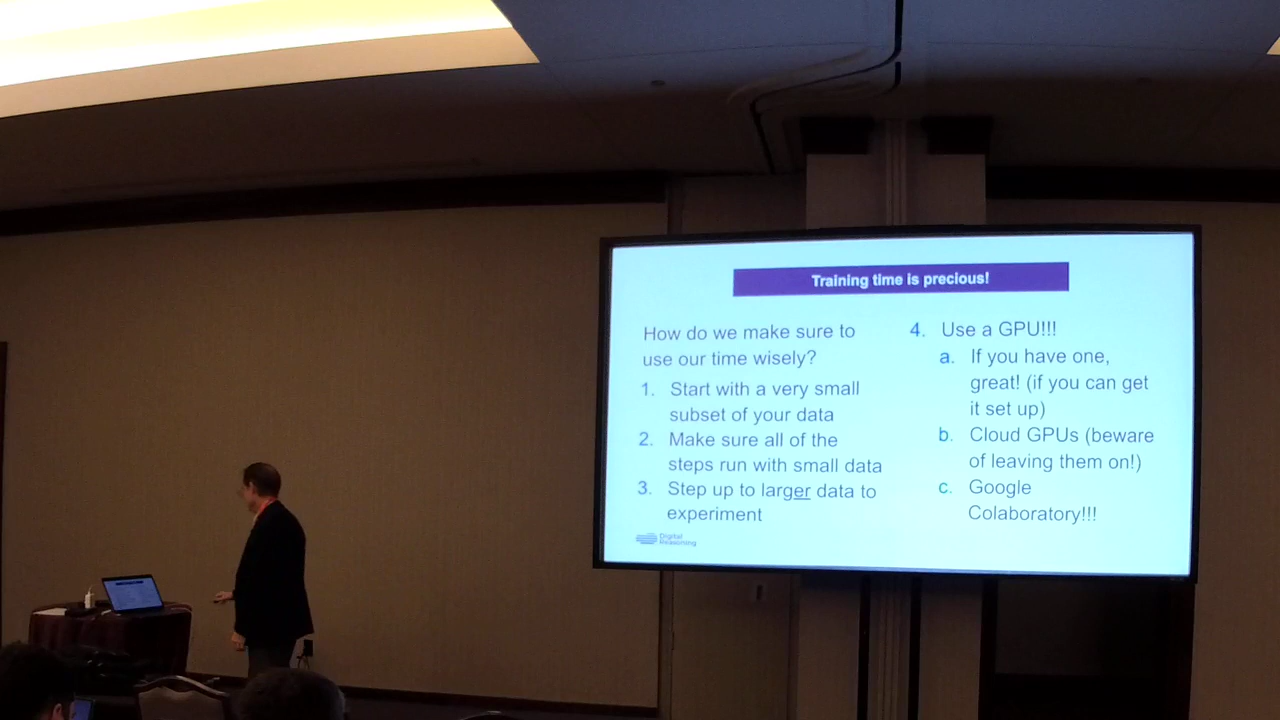 Training time is precious!
How do we make sure to
use our time wisely?
1. Start with a very small
subset of your data
2. Make sure all of the
steps run with small data
3. Step up to larger data to
experiment
4. Use a GPU!!!
a. If you have one,
great! (if you can get
it set up)
b. Cloud GPUs (beware
of leaving them on!)
c. Google
Colaboratory!!!
Digital
Reasoning